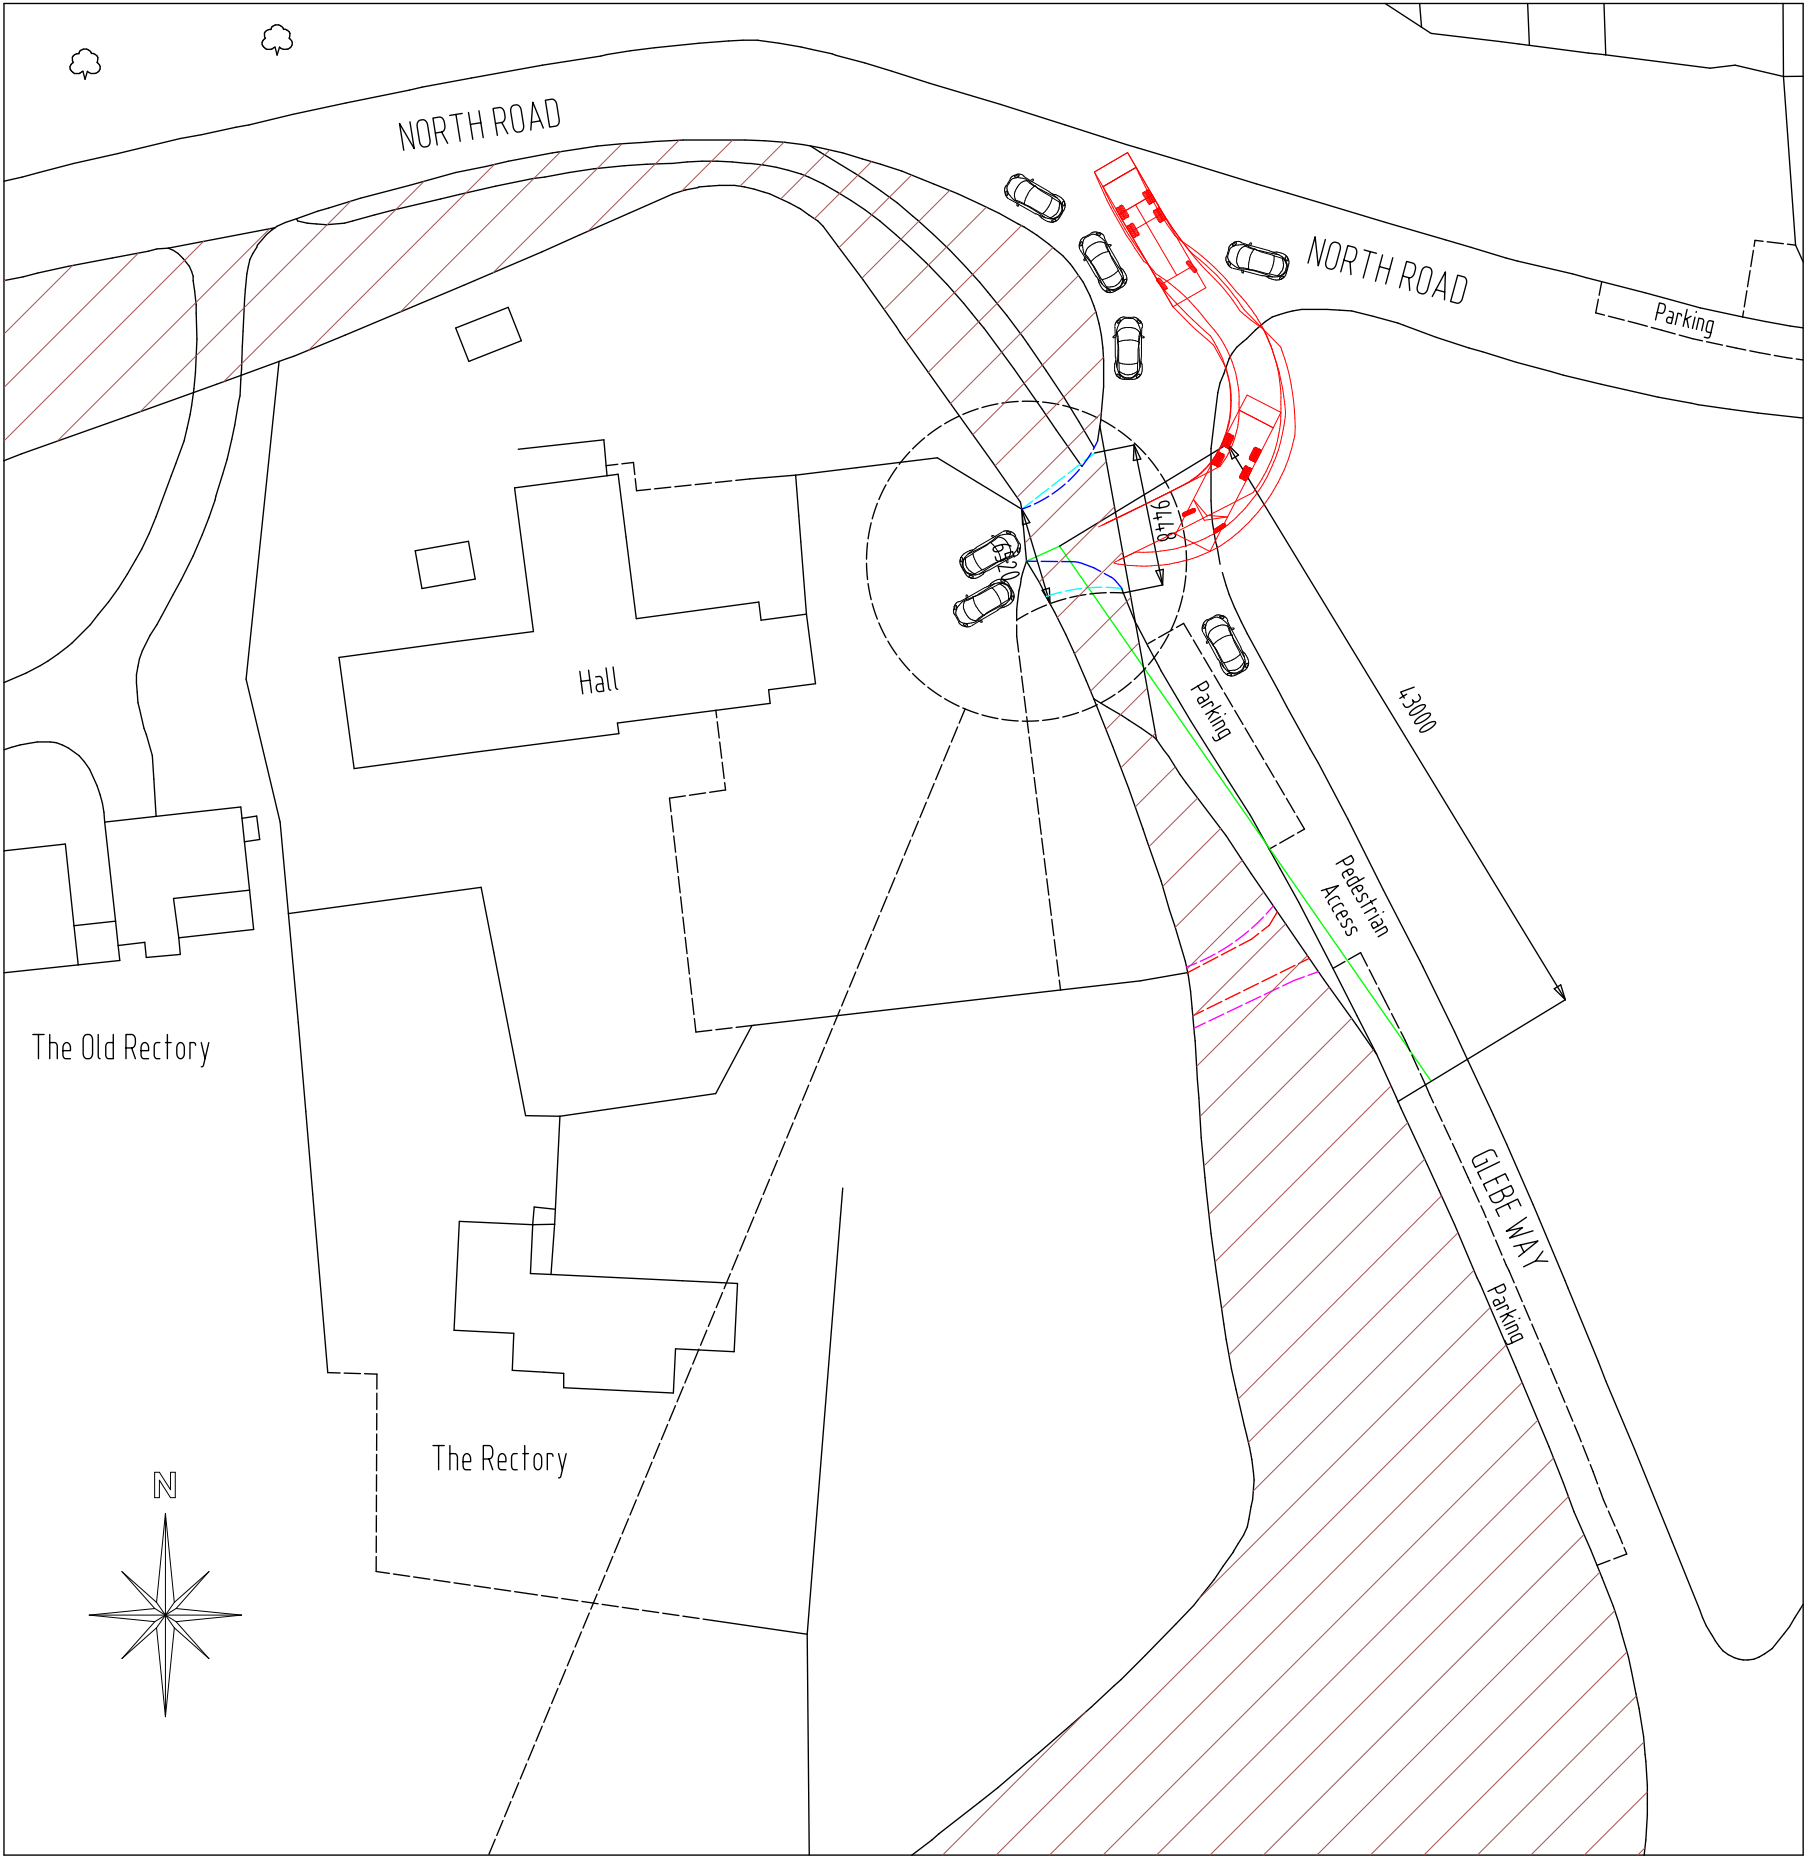 NORTH ROAD
NORTH ROAD
Parking
9448
6520
Hall
Parking
43000
Pedestrian
Access
The Old Rectory
GLEBE WAY
Parking
The Rectory
N